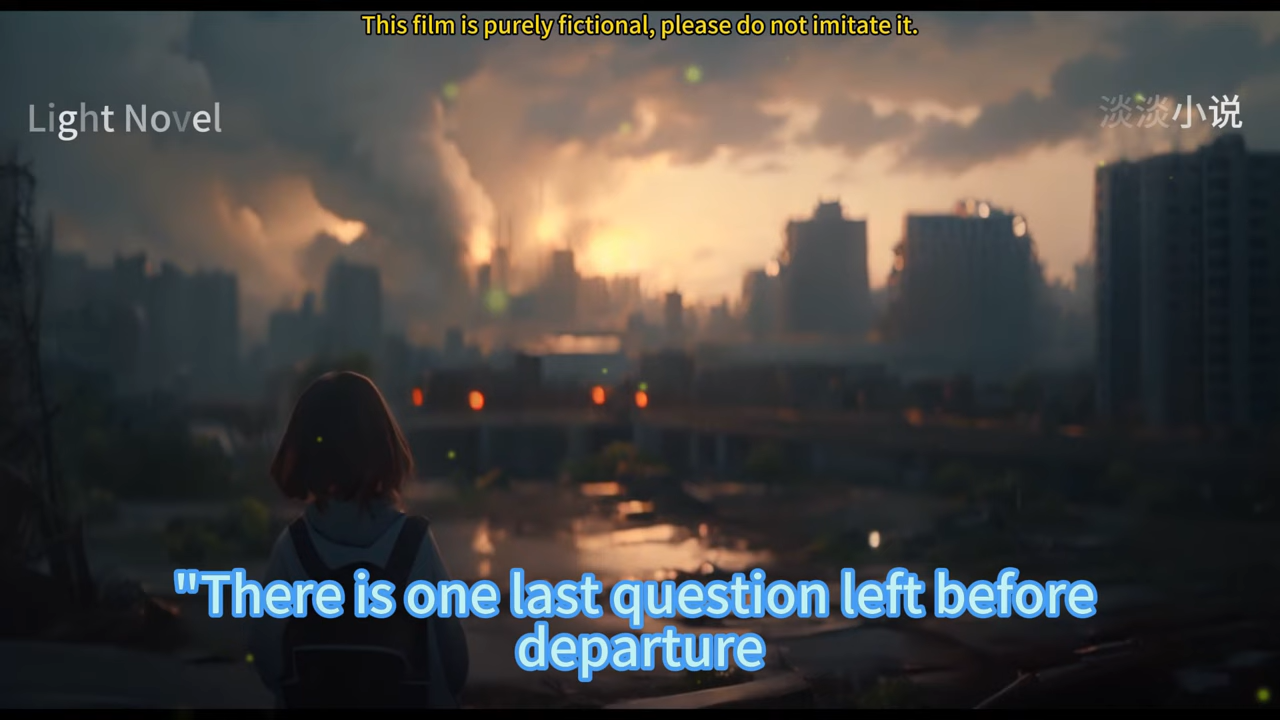 This film is purely fictional, please do not imitate it.
Light Novel
淡淡小说
"There is one last question left before
departure